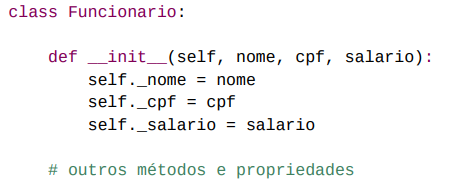 class Funcionario:
def __init__(self, nome, cpf, salario):
self._nome = nome
self._cpf = cpf
self._salario = salario
# outros métodos e propriedades